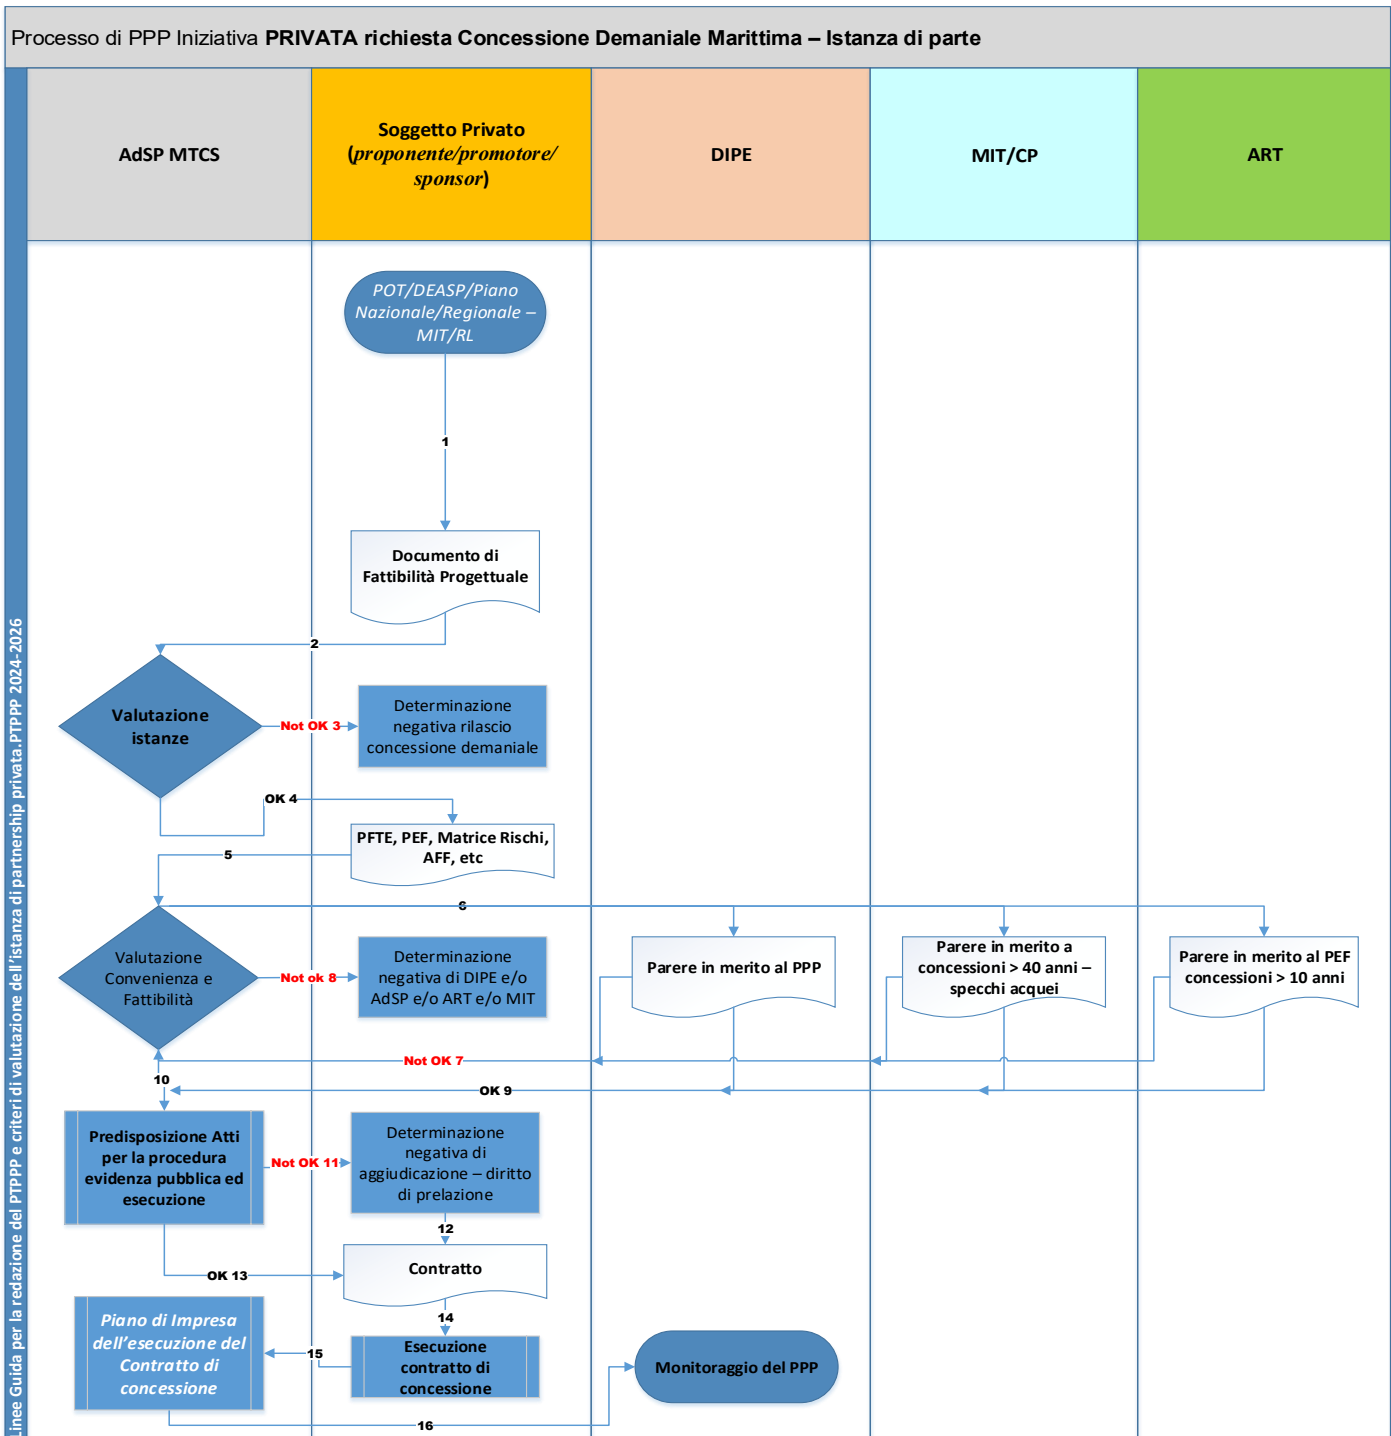 Processo di PPP Iniziativa PRIVATA richiesta Concessione Demaniale Marittima – Istanza di parte
Linee Guida per la redazione del PTPPP e criteri di valutazione dell'istanza di partnership privata.PTPPP 2024-2026
AdSP MTCS
Soggetto Privato
(proponente/promotore/
sponsor)
DIPE
MIT/CP
ART
POT/DEASP/Piano
Nazionale/Regionale –
MIT/RL
1
Documento di
Fattibilità Progettuale
2
Valutazione
istanze
Not OK 3
Determinazione
negativa rilascio
concessione demaniale
OK 4
PFTE, PEF, Matrice Rischi,
AFF, etc
5
6
Valutazione
Convenienza e
Fattibilità
Not ok 8
Determinazione
negativa di DIPE e/o
AdSP e/o ART e/o MIT
Parere in merito al PPP
Parere in merito a
concessioni > 40 anni –
specchi acquei
Parere in merito al PEF
concessioni > 10 anni
Not OK 7
10
OK 9
Predisposizione Atti
per la procedura
evidenza pubblica ed
esecuzione
Not OK 11
Determinazione
negativa di
aggiudicazione – diritto
di prelazione
12
Contratto
OK 13
14
Piano di Impresa
dell'esecuzione del
Contratto di
concessione
15
Esecuzione
contratto di
concessione
Monitoraggio del PPP
16